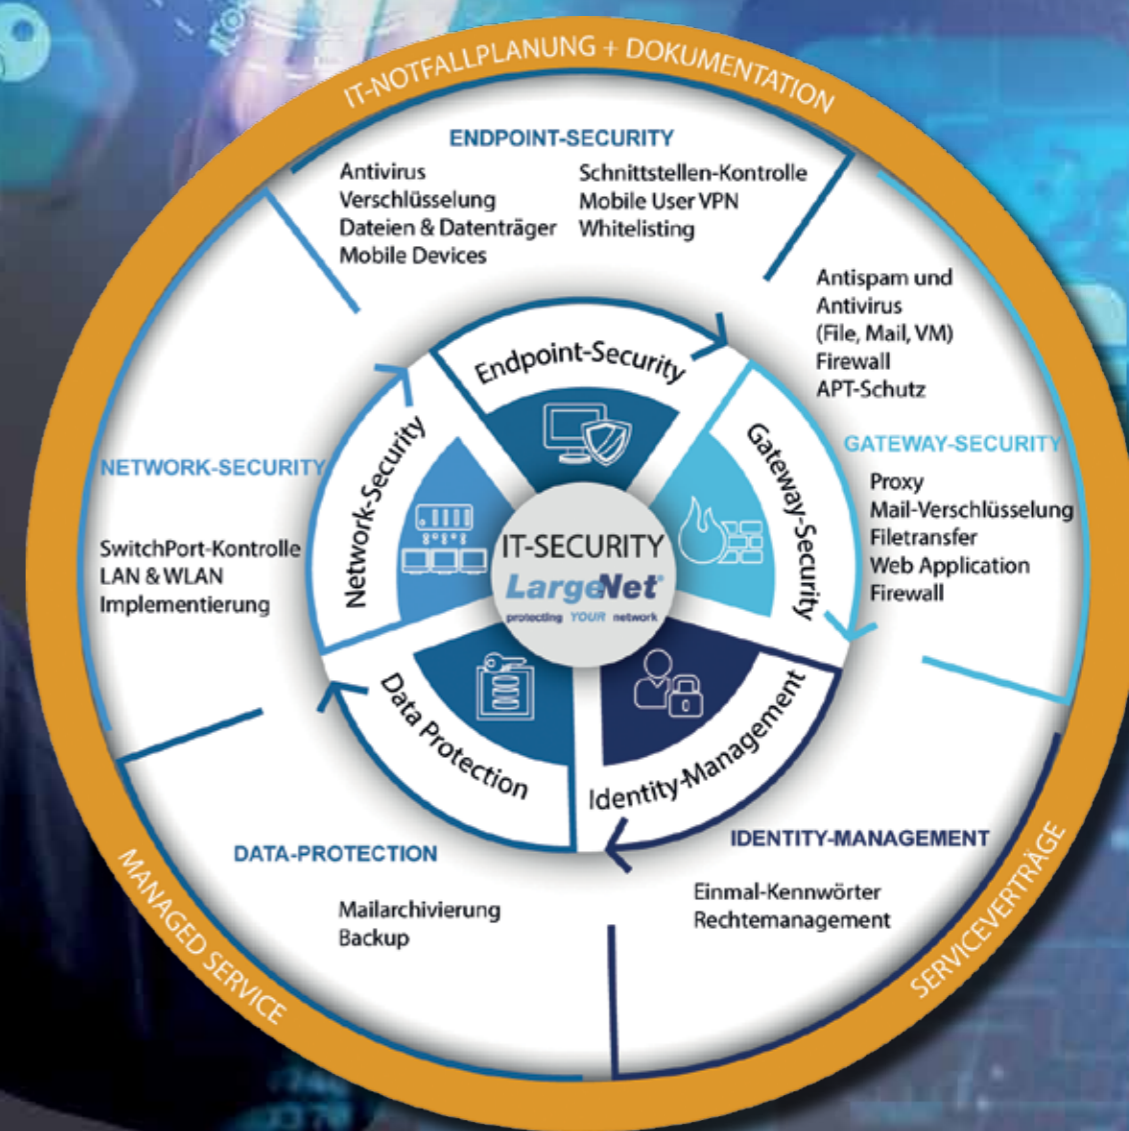 IT-NOTFALLPLANUNG + DOKUMENTATION
ENDPOINT-SECURITY
Antivirus
Verschlüsselung
Dateien & Datenträger
Mobile Devices
Schnittstellen-Kontrolle
Mobile User VPN
Whitelisting
Antispam und
Antivirus
(File, Mail, VM)
Firewall
APT-Schutz
GATEWAY-SECURITY
Proxy
Mail-Verschlüsselung
Filetransfer
Web Application
Firewall
NETWORK-SECURITY
SwitchPort-Kontrolle
LAN & WLAN
Implementierung
Endpoint-Security
Gateway-Security
Network-Security
IT-SECURITY
LargeNet
protecting YOUR network
Data Protection
Identity-Management
DATA-PROTECTION
Mailarchivierung
Backup
IDENTITY-MANAGEMENT
Einmal-Kennwörter
Rechtemanagement
MANAGED SERVICE
SERVICEVERTRÄGE